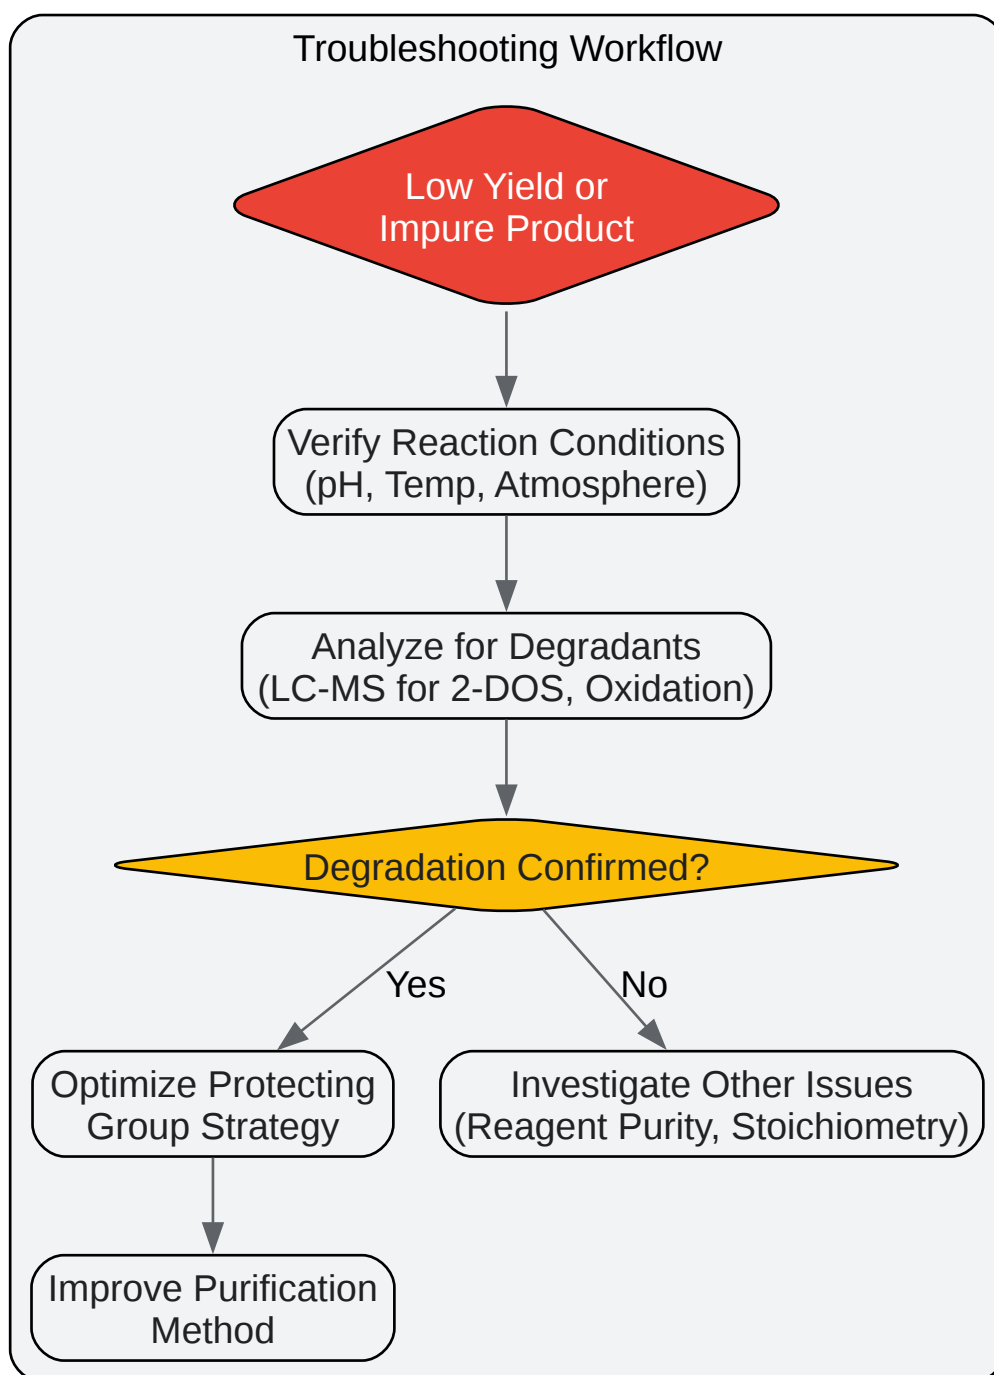 Troubleshooting Workflow
Low Yield or
Impure Product
Verify Reaction Conditions
(pH, Temp, Atmosphere)
Analyze for Degradants
(LC-MS for 2-DOS, Oxidation)
Degradation Confirmed?
Yes
No
Optimize Protecting
Group Strategy
Investigate Other Issues
(Reagent Purity, Stoichiometry)
Improve Purification
Method